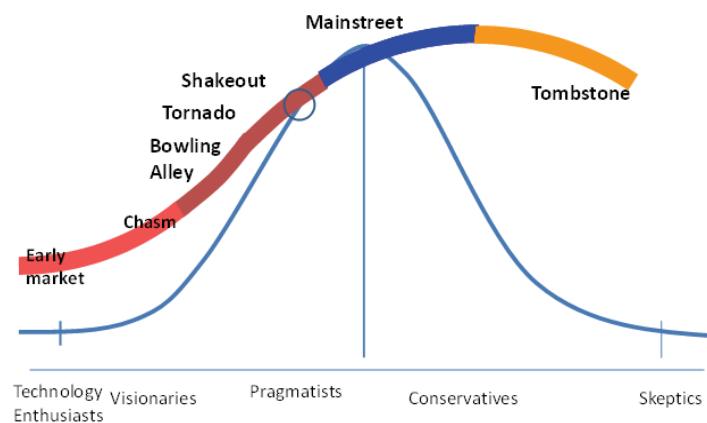 Mainstreet
Shakeout
Tornado
Tombstone
Bowling
Alley
Chasm
Early
market
Technology
Enthusiasts
Visionaries
Pragmatists
Conservatives
Skeptics